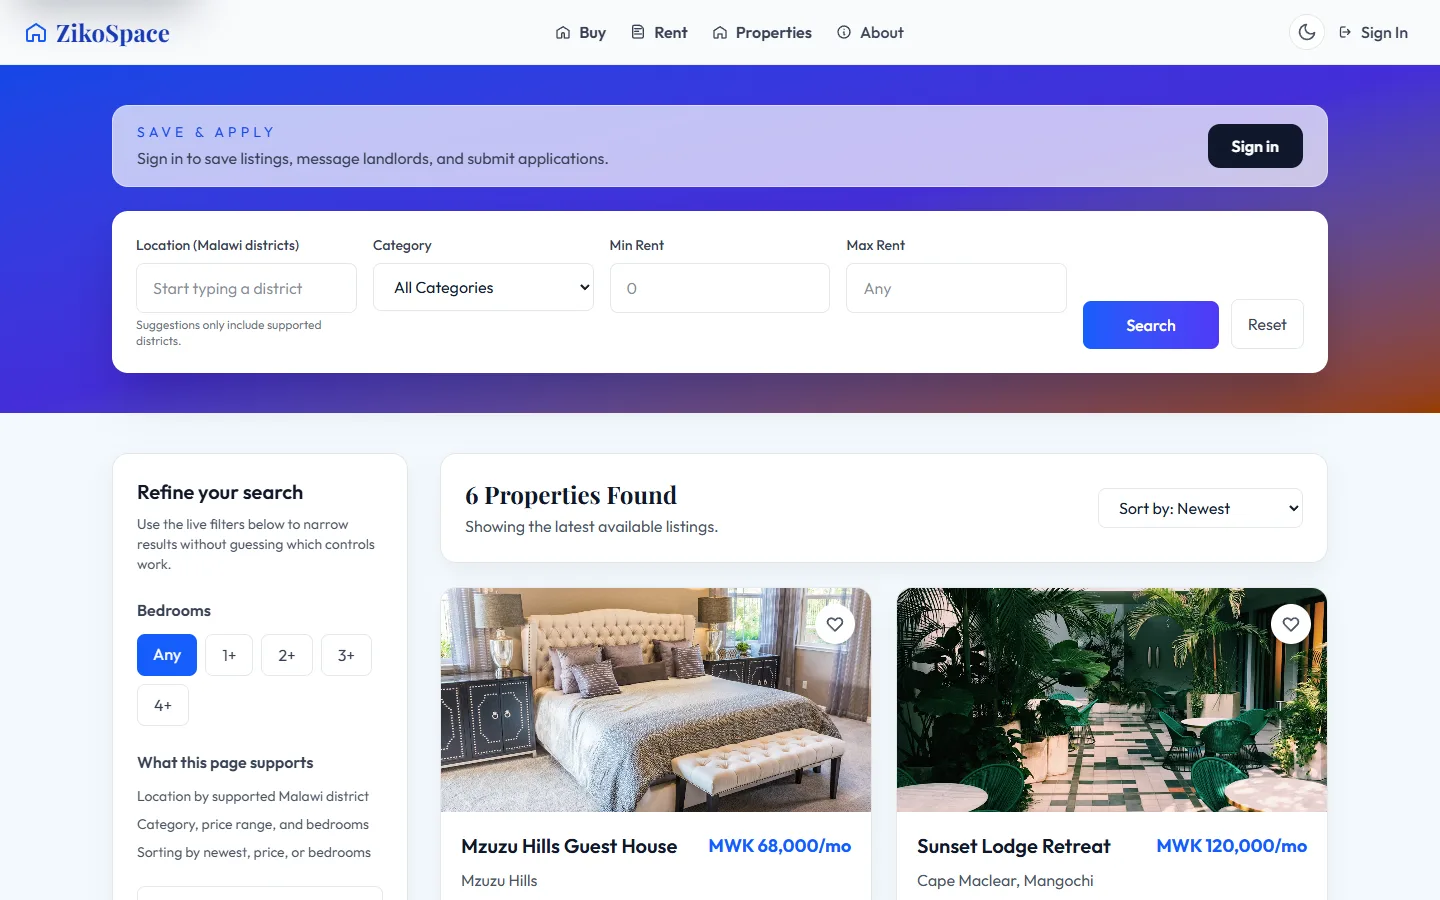 ZikoSpace
Buy
Rent
Properties
About
Sign In
SAVE & APPLY
Sign in to save listings, message landlords, and submit applications.
Sign in
Location (Malawi districts)
Start typing a district
Suggestions only include supported
districts.
Category
All Categories
Min Rent
0
Max Rent
Any
Search
Reset
Refine your search
Use the live filters below to narrow
results without guessing which controls
work.
Bedrooms
Any
1+
2+
3+
4+
What this page supports
Location by supported Malawi district
Category, price range, and bedrooms
Sorting by newest, price, or bedrooms
6 Properties Found
Showing the latest available listings.
Sort by: Newest
Mzuzu Hills Guest House
MWK 68,000/mo
Mzuzu Hills
Sunset Lodge Retreat
MWK 120,000/mo
Cape Maclear, Mangochi